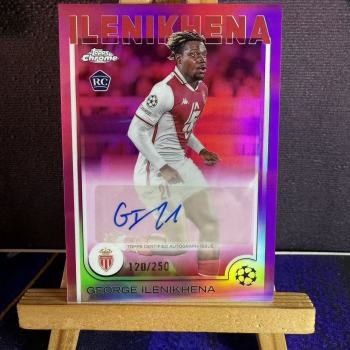 ILENIKHENA
Topps
Chrome
RC
TOPPS CERTIFIED AUTOGRAPH ISSUE
120/250
GEORGE ILENIKHENA